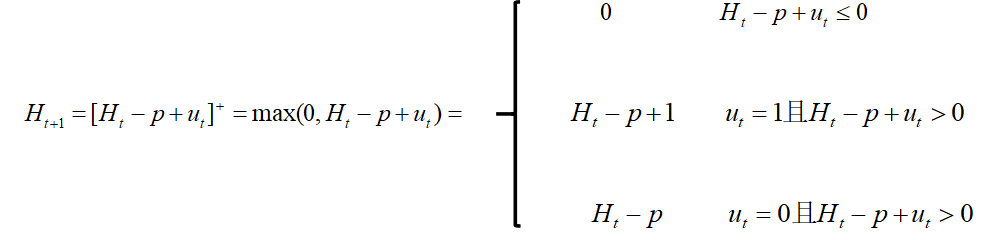 0 H_t − p + u_t ≤ 0
H_{t+1} = [H_t − p + u_t]^+ = max(0, H_t − p + u_t) = { H_t − p + 1 u_t = 1且H_t − p + u_t > 0
H_t − p u_t = 0且H_t − p + u_t > 0